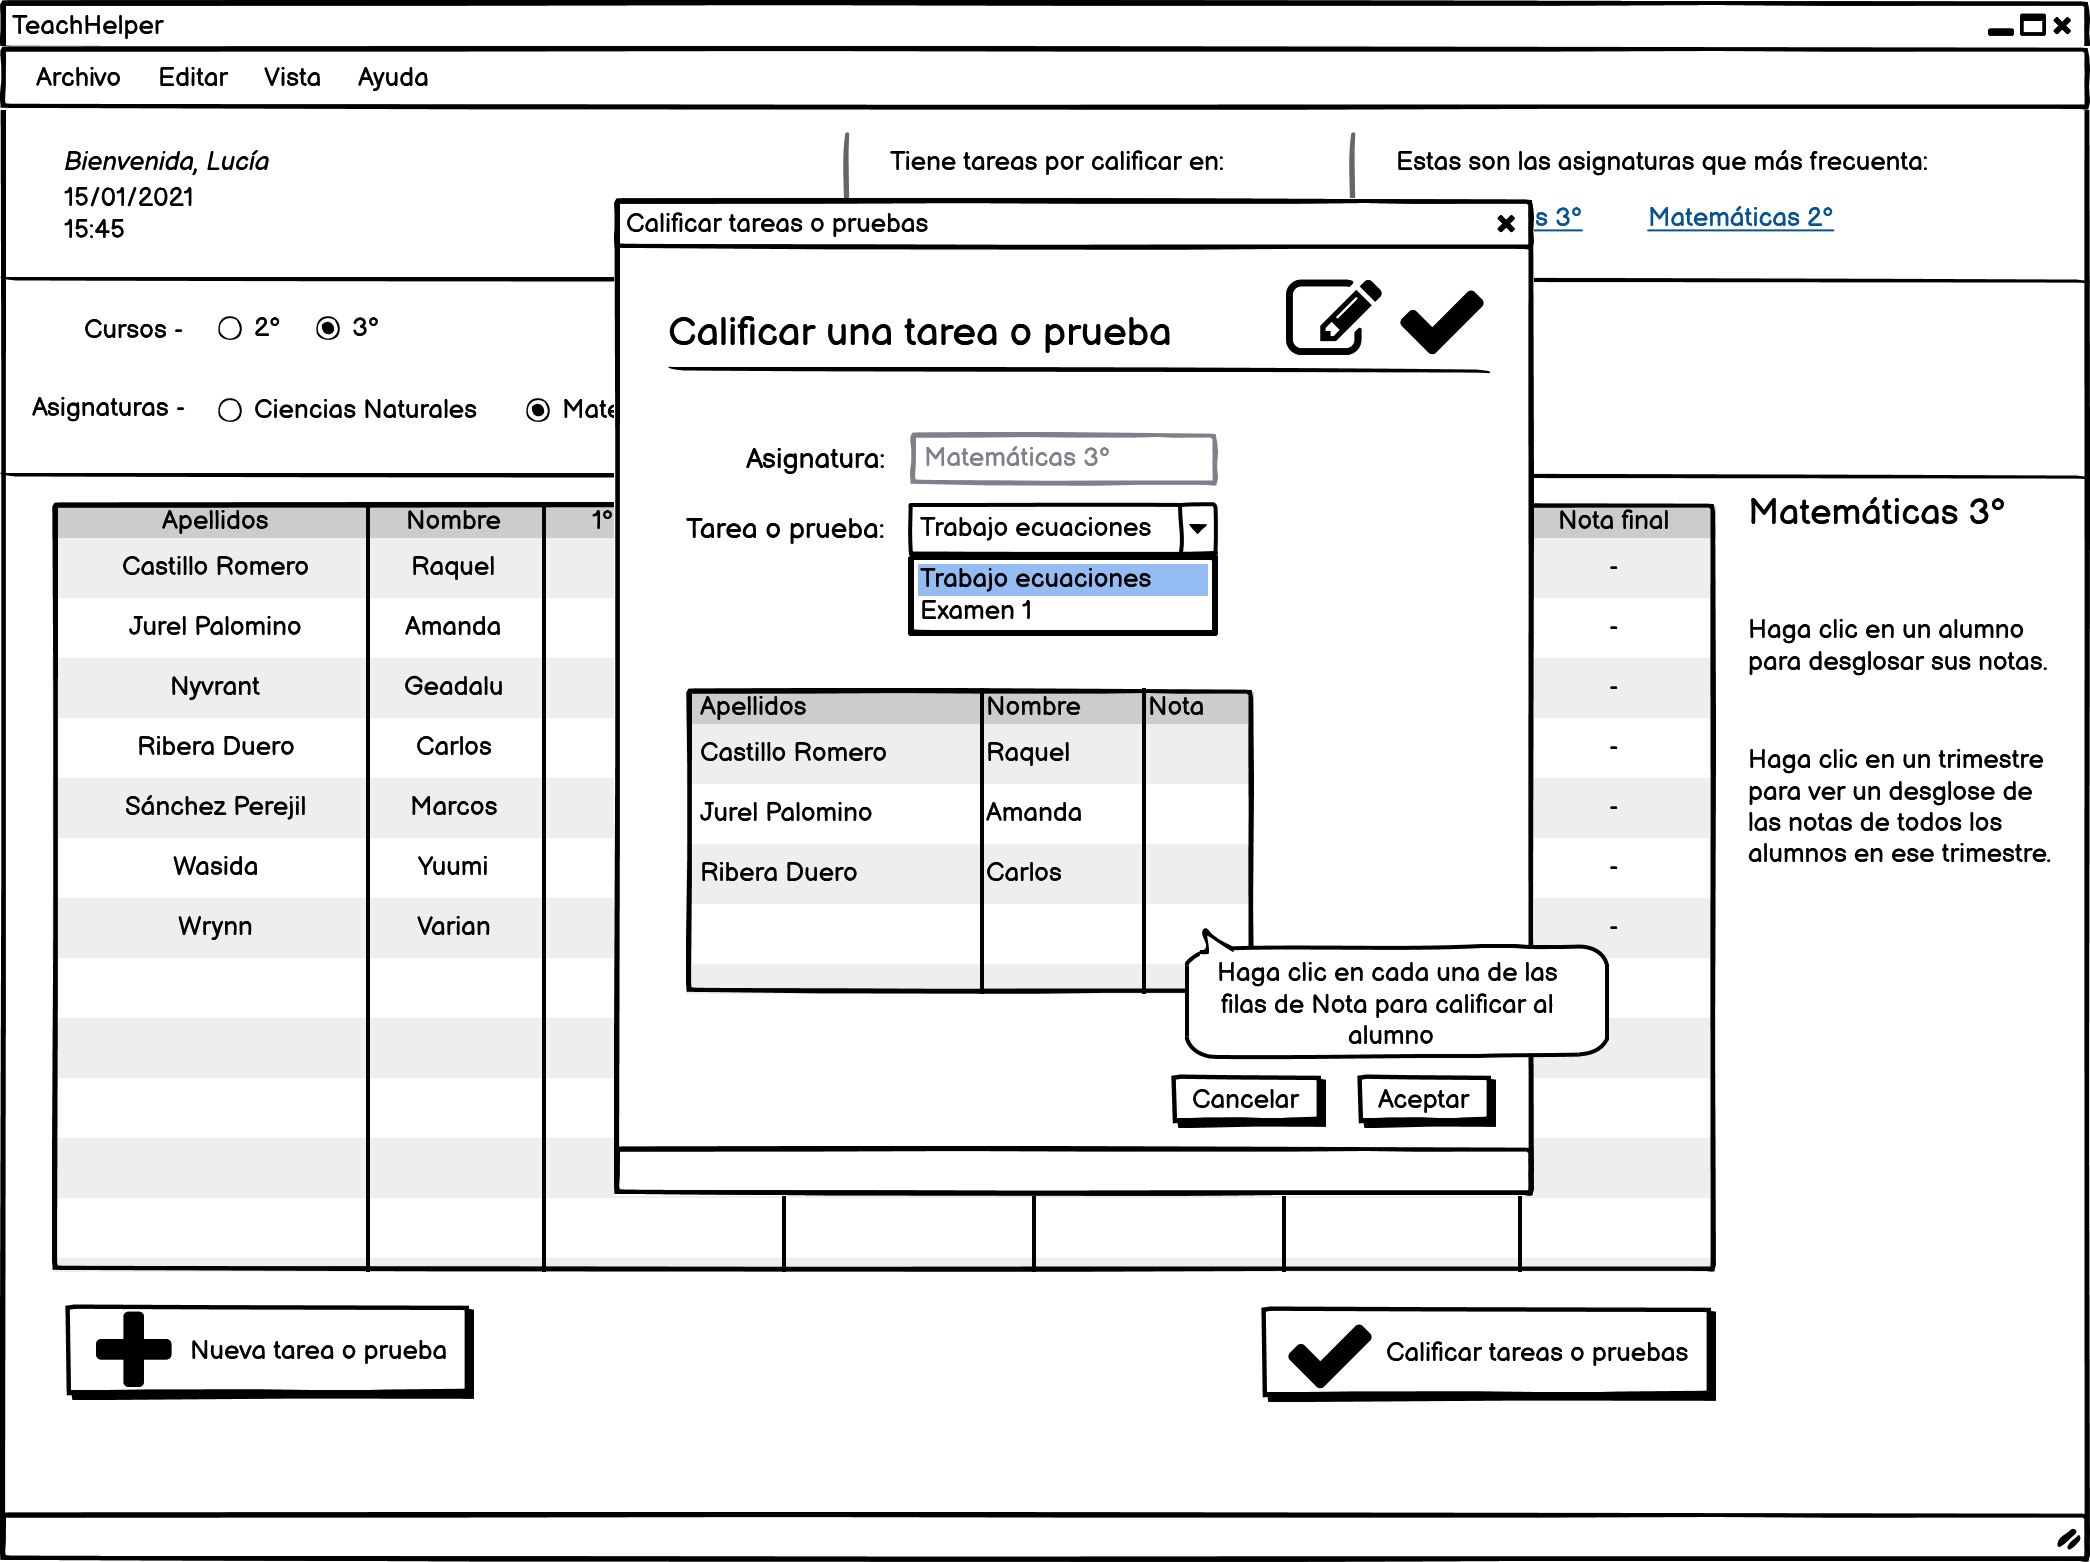 TeachHelper
Archivo Editar Vista Ayuda
Bienvenida, Lucía
15/01/2021
15:45
Tiene tareas por calificar en:
Estas son las asignaturas que más frecuenta:
s 3° Matemáticas 2°
Cursos - 2° 3°
Asignaturas - Ciencias Naturales Mate
Apellidos Nombre 1° Nota final
Castillo Romero Raquel -
Jurel Palomino Amanda -
Nyvrant Geadalu -
Ribera Duero Carlos -
Sánchez Perejil Marcos -
Wasida Yuumi -
Wrynn Varian -
Calificar tareas o pruebas
Calificar una tarea o prueba
Asignatura: Matemáticas 3°
Tarea o prueba: Trabajo ecuaciones
Trabajo ecuaciones
Examen 1
Apellidos Nombre Nota
Castillo Romero Raquel
Jurel Palomino Amanda
Ribera Duero Carlos
Haga clic en cada una de las
filas de Nota para calificar al
alumno
Cancelar Aceptar
Matemáticas 3°
Haga clic en un alumno
para desglosar sus notas.
Haga clic en un trimestre
para ver un desglose de
las notas de todos los
alumnos en ese trimestre.
Nueva tarea o prueba
Calificar tareas o pruebas